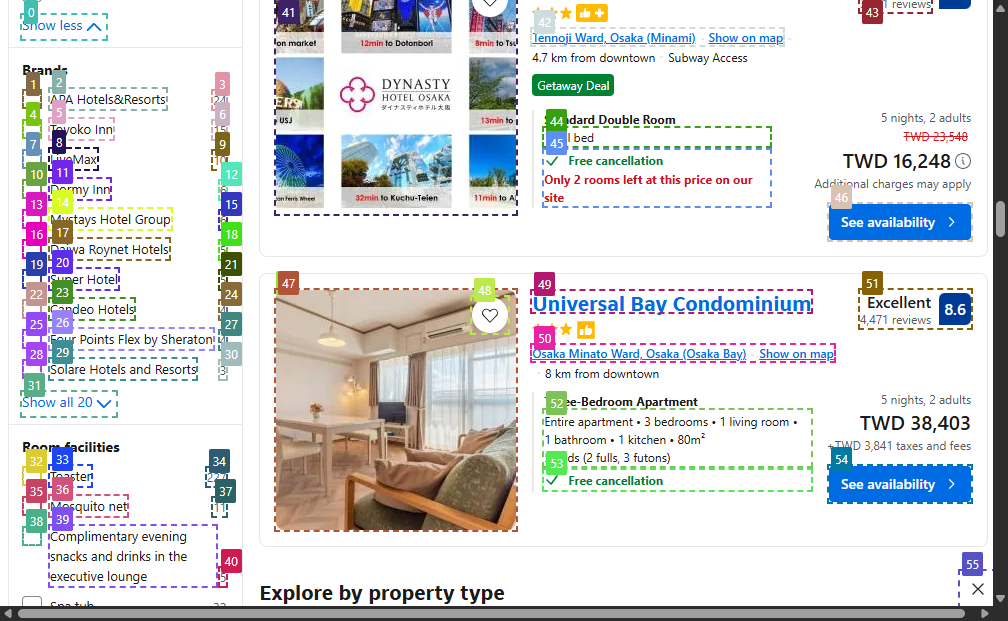 0
Show less
Brands
1
2
APA Hotels&Resorts
3
24
4
5
Toyoko Inn
6
15
7
8
LiveMax
9
10
10
11
Dormy Inn
12
13
14
Mystays Hotel Group
15
16
17
Daiwa Roynet Hotels
18
19
20
Super Hotel
21
22
23
Candeo Hotels
24
25
26
Four Points Flex by Sheraton
27
28
29
Solare Hotels and Resorts
30
3
31
Show all 20
Room facilities
32
33
Toaster
34
227
35
36
Mosquito net
37
11
38
39
Complimentary evening
snacks and drinks in the
executive lounge
40
5
Spa tub
41
on market
12min to Dotonbori
8min to Tsu
DYNASTY
HOTEL OSAKA
ダイナスティホテル大阪
USJ
13min to
on Ferris Wheel
32min to Kuchu-Teien
11min to A
42
43
reviews
Tennoji Ward, Osaka (Minami)
Show on map
4.7 km from downtown
Subway Access
Getaway Deal
44
Standard Double Room
45
bed
Free cancellation
Only 2 rooms left at this price on our
site
5 nights, 2 adults
TWD 23,548
TWD 16,248
Additional charges may apply
46
See availability
47
48
49
Universal Bay Condominium
50
Osaka Minato Ward, Osaka (Osaka Bay)
Show on map
8 km from downtown
51
Excellent
4,471 reviews
8.6
52
Three-Bedroom Apartment
Entire apartment • 3 bedrooms • 1 living room •
1 bathroom • 1 kitchen • 80m²
(2 fulls, 3 futons)
53
Free cancellation
5 nights, 2 adults
TWD 38,403
+TWD 3,841 taxes and fees
54
See availability
Explore by property type
55